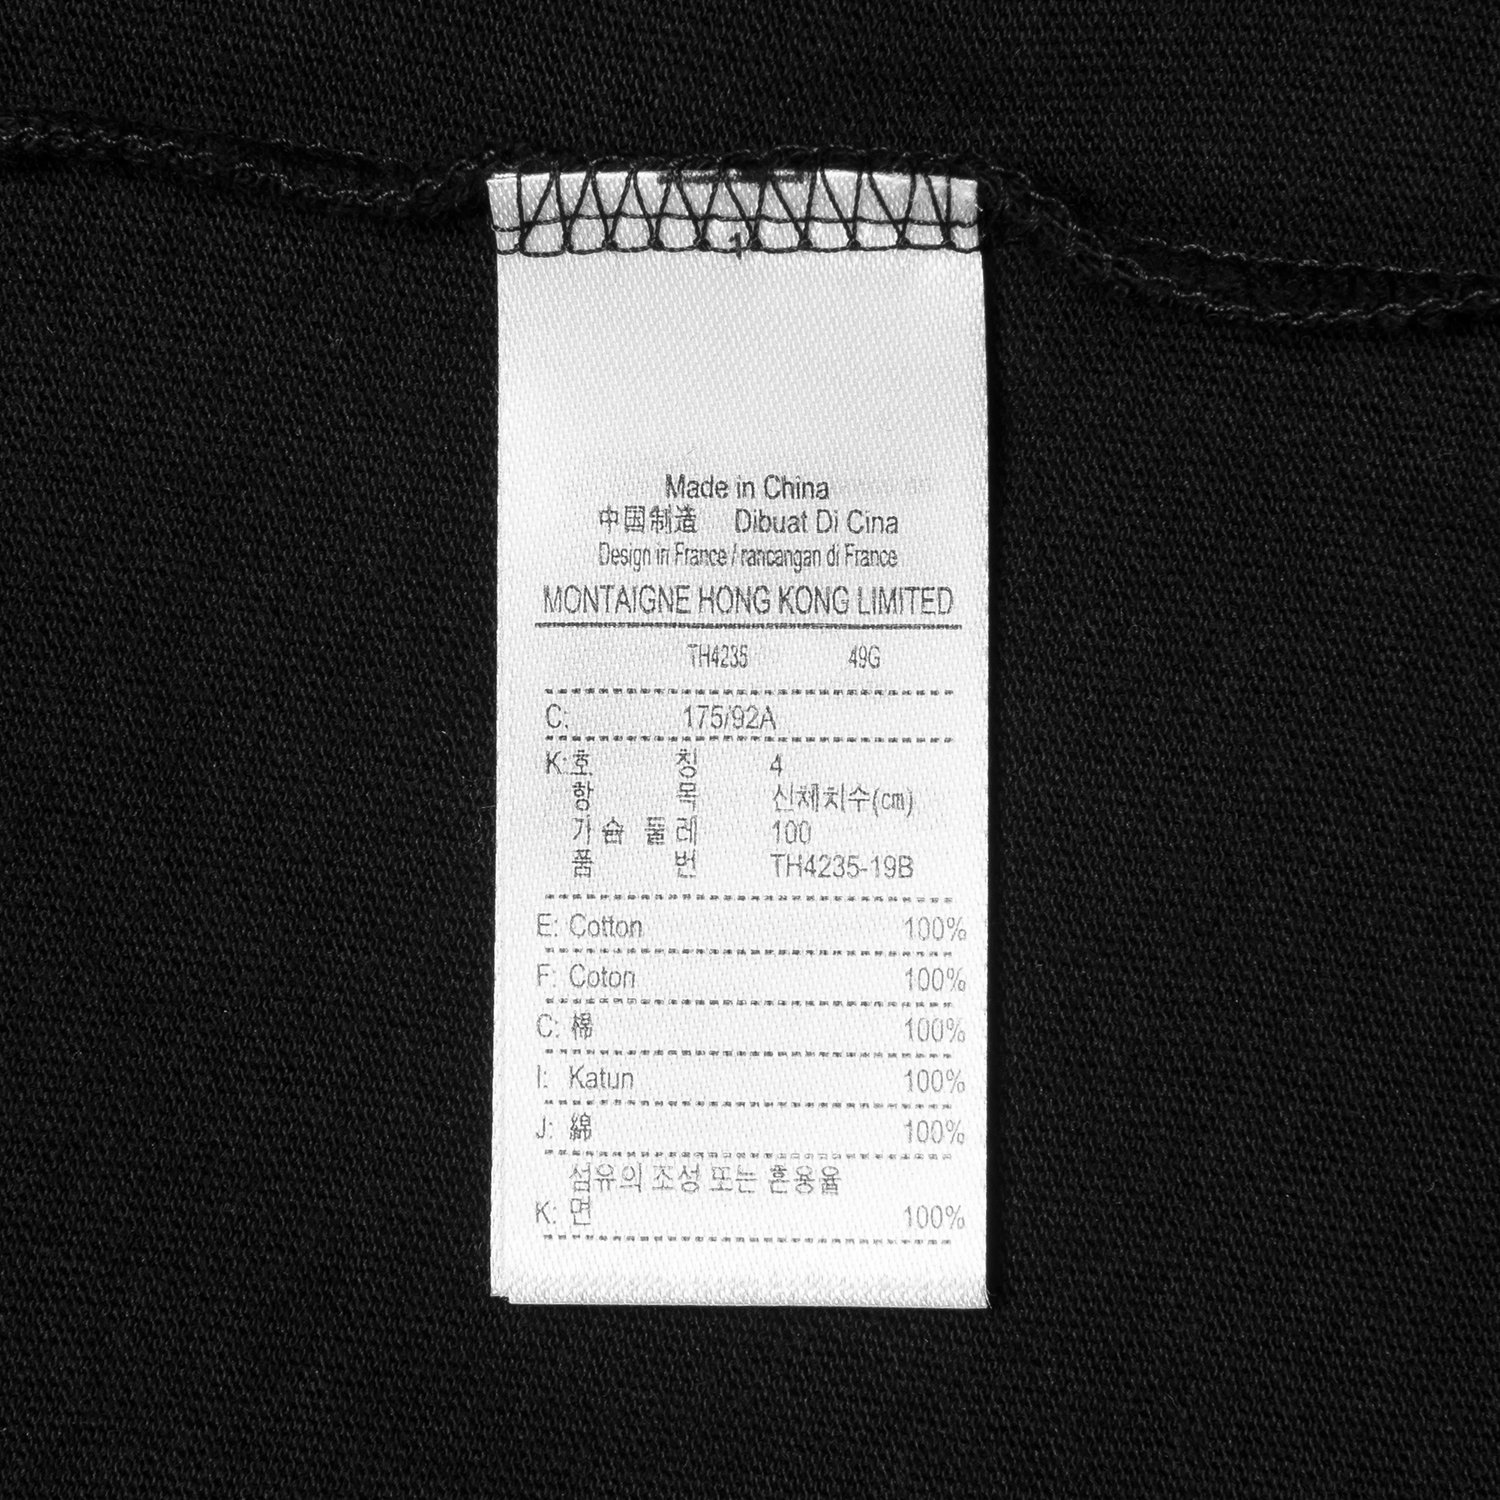 1
Made in China
中国制造 Dibuat Di Cina
Design in France / rancangan di France
MONTAIGNE HONG KONG LIMITED
TH4235 49G
C: 175/92A
K:호 칭 4
항 목 신체치수(㎝)
가슴 둘레 100
품 번 TH4235-19B
E: Cotton 100%
F: Coton 100%
C: 棉 100%
I: Katun 100%
J: 綿 100%
섬유의 조성 또는 혼용율
K: 면 100%